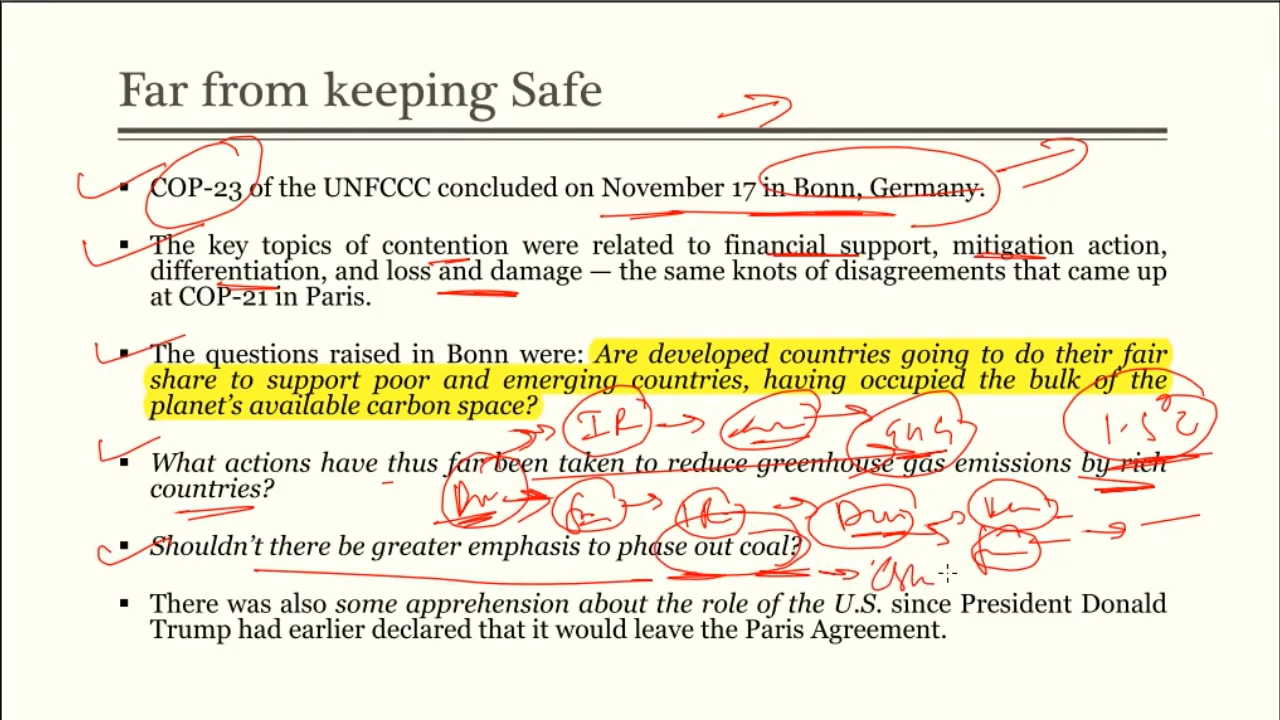 Far from keeping Safe
▪ COP-23 of the UNFCCC concluded on November 17 in Bonn, Germany.
▪ The key topics of contention were related to financial support, mitigation action,
differentiation, and loss and damage — the same knots of disagreements that came up
at COP-21 in Paris.
▪ The questions raised in Bonn were: Are developed countries going to do their fair
share to support poor and emerging countries, having occupied the bulk of the
planet's available carbon space?
IR GHG 1.5°C
▪ What actions have thus far been taken to reduce greenhouse gas emissions by rich
countries?
IR
▪ Shouldn't there be greater emphasis to phase out coal?
▪ There was also some apprehension about the role of the U.S. since President Donald
Trump had earlier declared that it would leave the Paris Agreement.